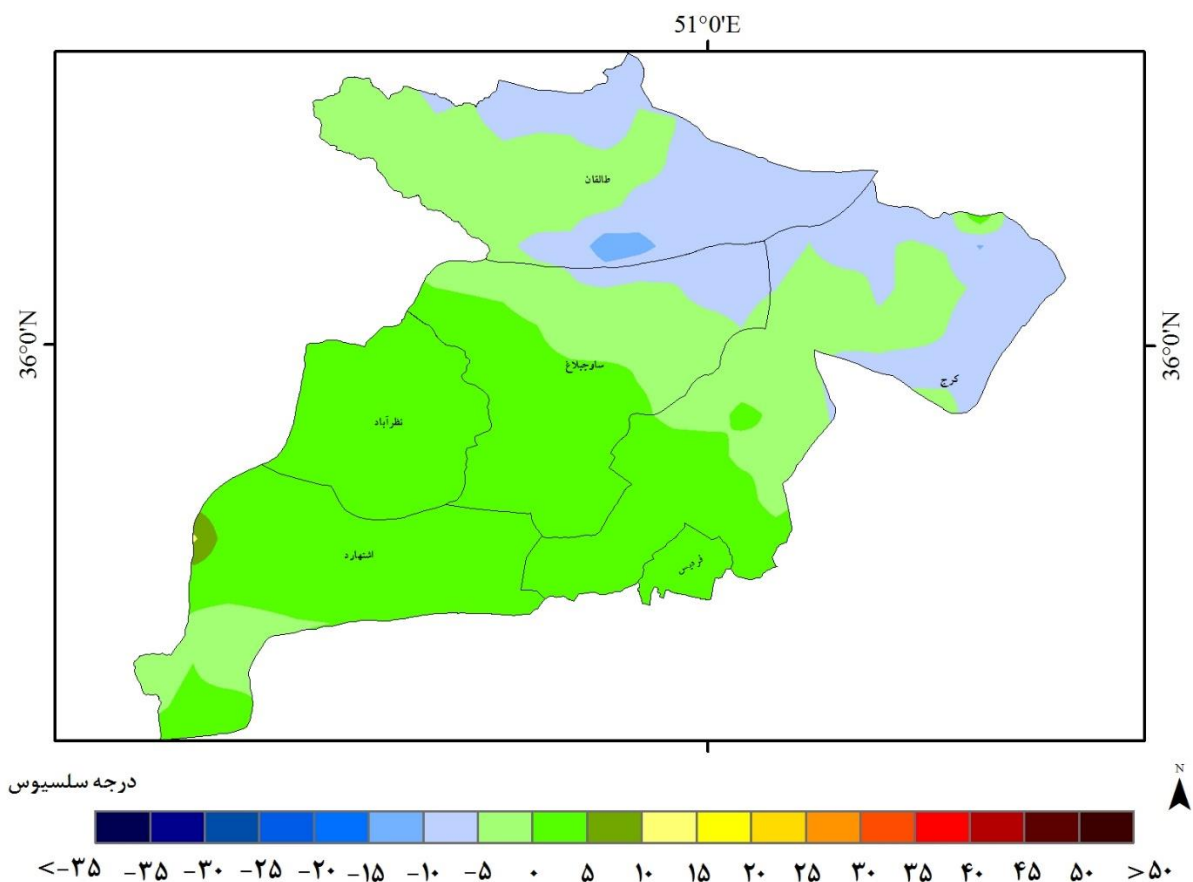 51°0'E
36°0'N
36°0'N
طالقان
کرج
ساوجبلاغ
نظرآباد
اشتهارد
فردیس
درجه سلسیوس
N
<-۳۵ -۳۵ -۳۰ -۲۵ -۲۰ -۱۵ -۱۰ -۵ ۰ ۵ ۱۰ ۱۵ ۲۰ ۲۵ ۳۰ ۳۵ ۴۰ ۴۵ ۵۰ >۵۰